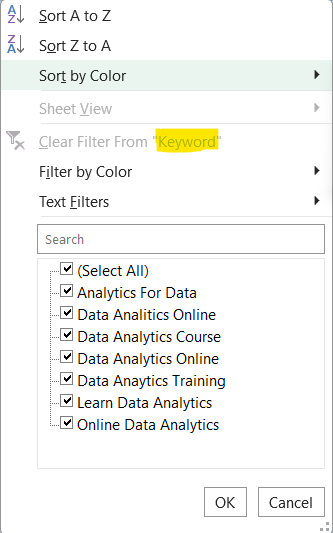 Sort A to Z
Sort Z to A
Sort by Color
Sheet View
Clear Filter From "Keyword"
Filter by Color
Text Filters
Search
(Select All)
Analytics For Data
Data Analitics Online
Data Analytics Course
Data Analytics Online
Data Anaytics Training
Learn Data Analytics
Online Data Analytics
OK Cancel